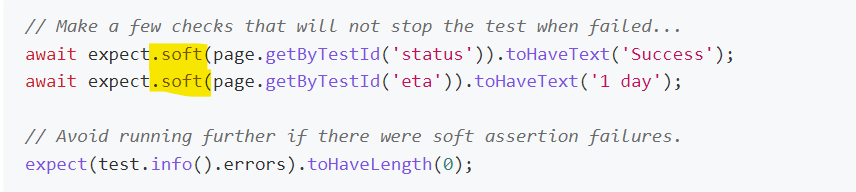 // Make a few checks that will not stop the test when failed...
await expect.soft(page.getByTestId('status')).toHaveText('Success');
await expect.soft(page.getByTestId('eta')).toHaveText('1 day');
// Avoid running further if there were soft assertion failures.
expect(test.info().errors).toHaveLength(0);